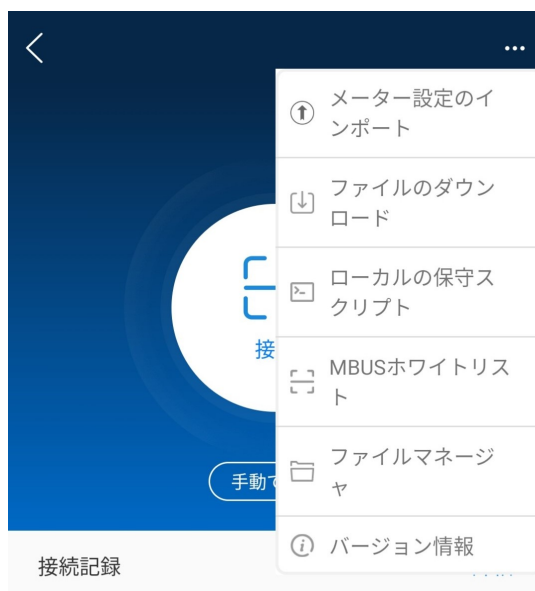 メーター設定のイ
ンポート
ファイルのダウン
ロード
ローカルの保守ス
クリプト
接
MBUSホワイトリス
ト
手動で
ファイルマネージ
ャ
バージョン情報
接続記録